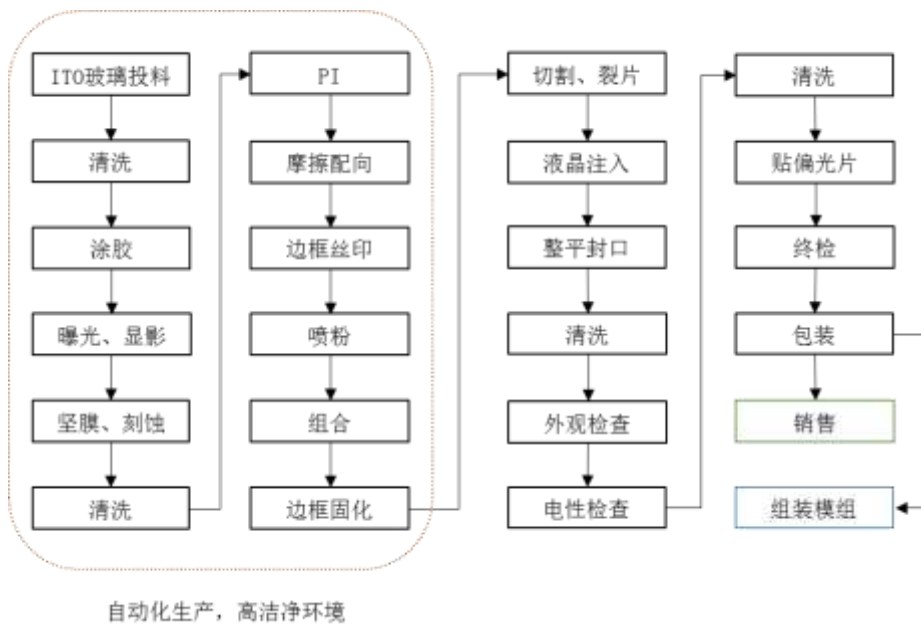 ITO玻璃投料
清洗
涂胶
曝光、显影
坚膜、刻蚀
清洗
PI
摩擦配向
边框丝印
喷粉
组合
边框固化
切割、裂片
液晶注入
整平封口
清洗
外观检查
电性检查
清洗
贴偏光片
终检
包装
销售
组装模组
自动化生产，高洁净环境